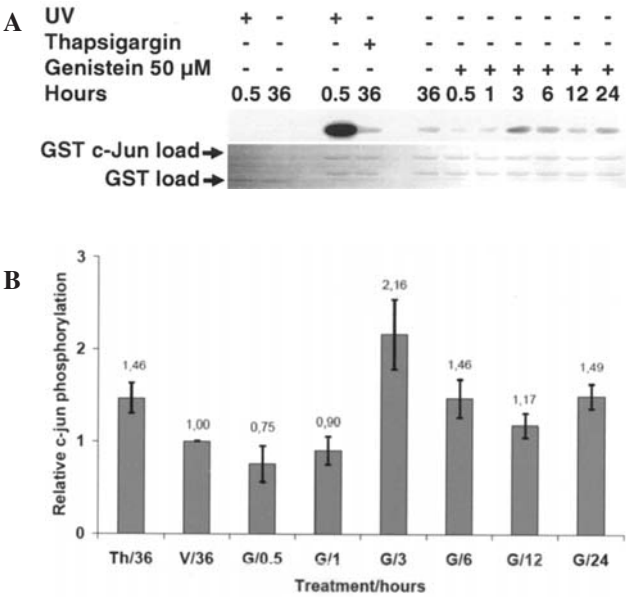 A
UV + - + - - - - - - - -
Thapsigargin - - - + - - - - - - -
Genistein 50 µM - - - - - + + + + + +
Hours 0.5 36 0.5 36 36 0.5 1 3 6 12 24
GST c-Jun load
GST load
B
Relative c-jun phosphorylation
3
2
1
0
1,46
1,00
0,75
0,90
2,16
1,46
1,17
1,49
Th/36 V/36 G/0.5 G/1 G/3 G/6 G/12 G/24
Treatment/hours